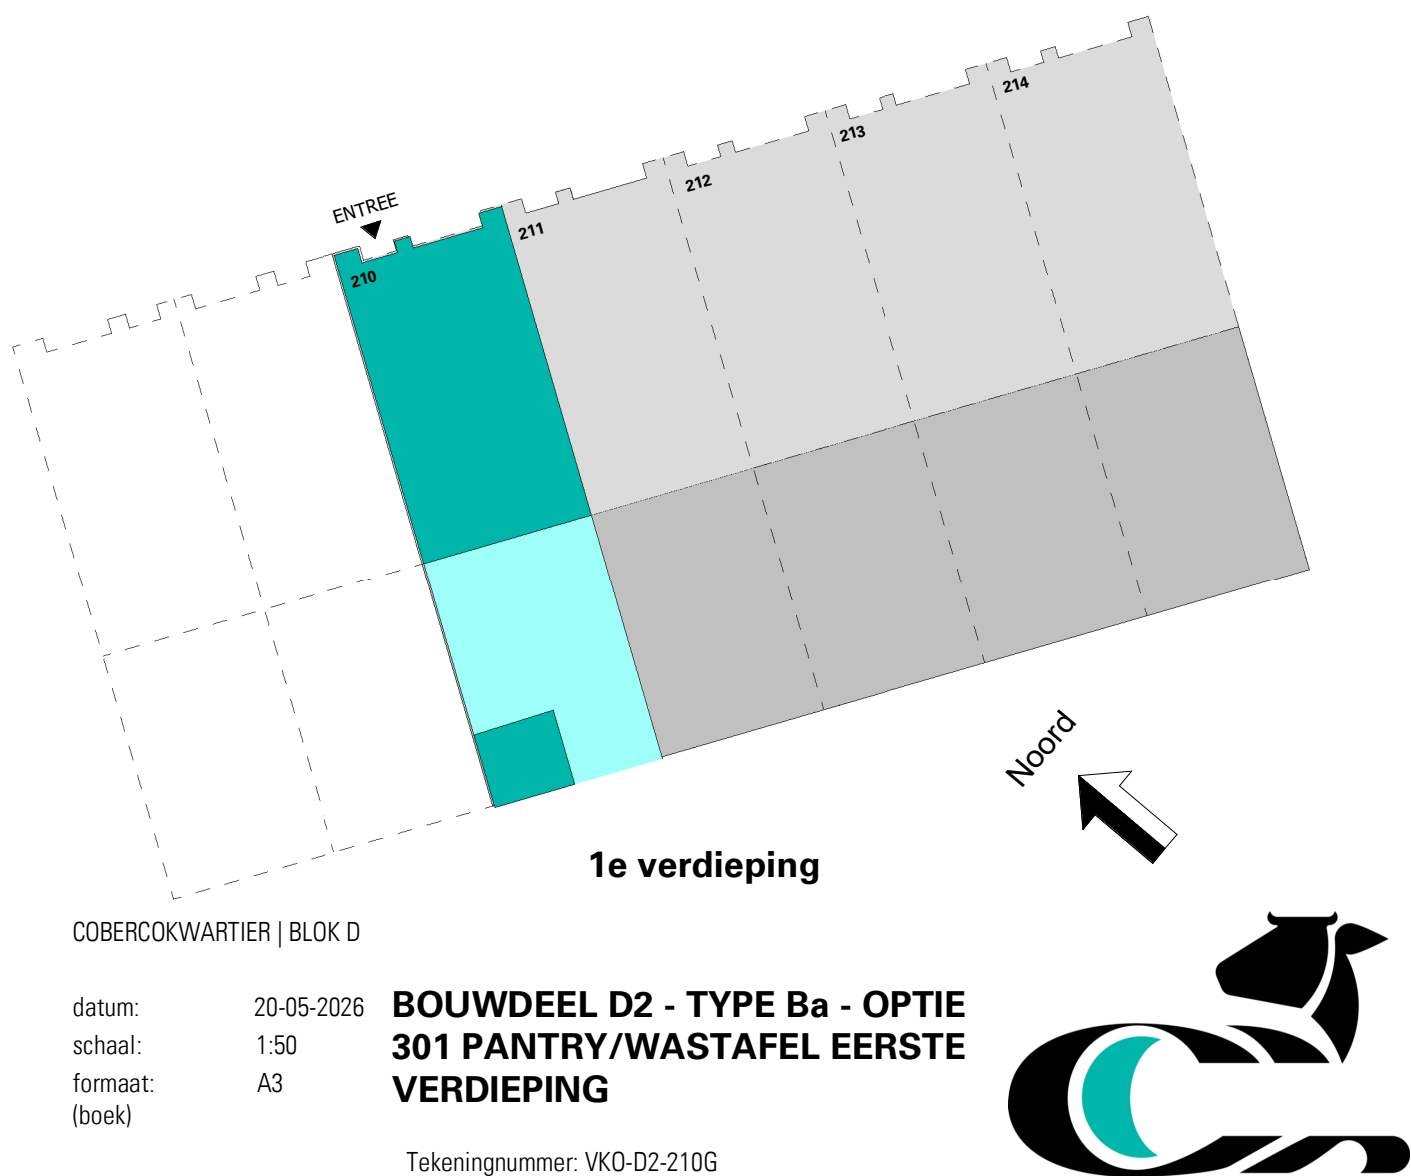 214
213
212
ENTREE
211
210
Noord
1e verdieping
COBERCOKWARTIER | BLOK D
datum: 20-05-2026
schaal: 1:50
formaat: A3
(boek)
BOUWDEEL D2 - TYPE Ba - OPTIE
301 PANTRY/WASTAFEL EERSTE
VERDIEPING
Tekeningnummer: VKO-D2-210G